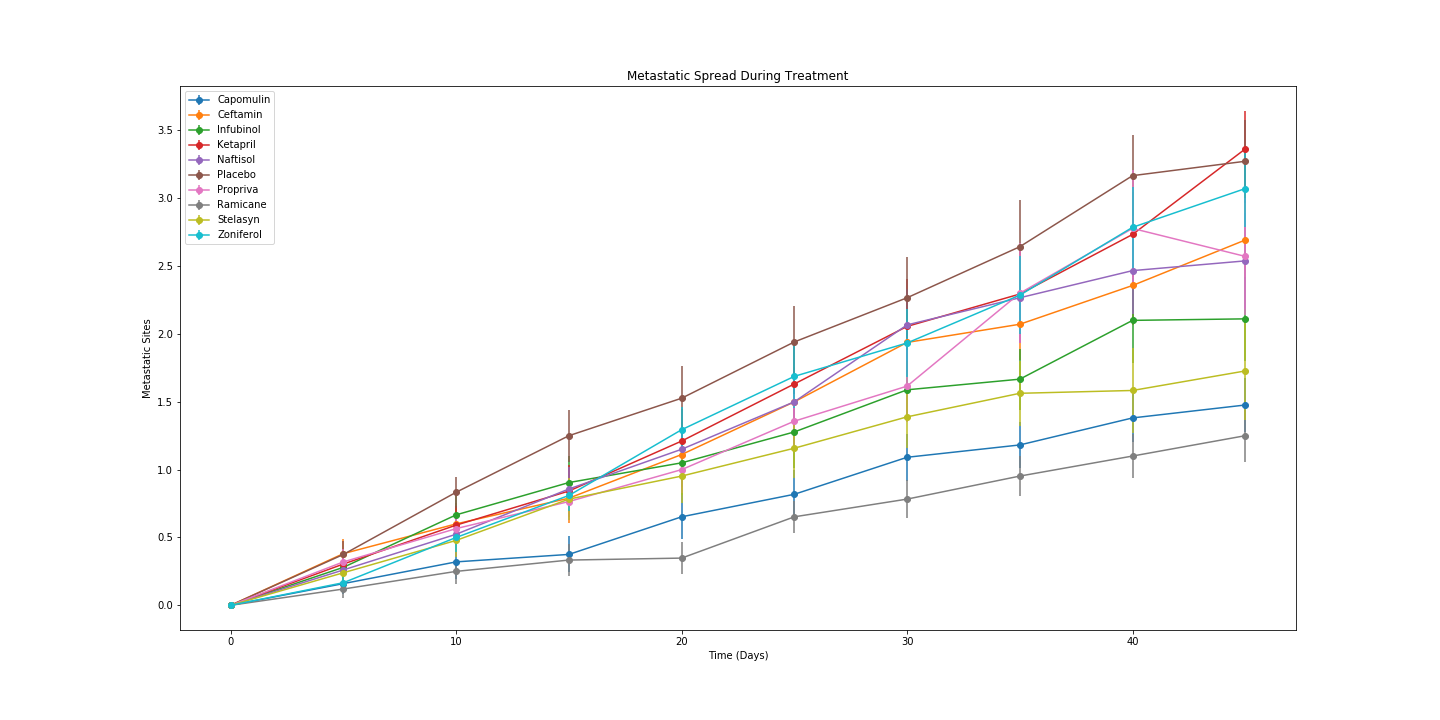 Metastatic Spread During Treatment
Capomulin
Ceftamin
Infubinol
Ketapril
Naftisol
Placebo
Propriva
Ramicane
Stelasyn
Zoniferol
3.5
3.0
2.5
2.0
1.5
1.0
0.5
0.0
Metastatic Sites
0 10 20 30 40
Time (Days)